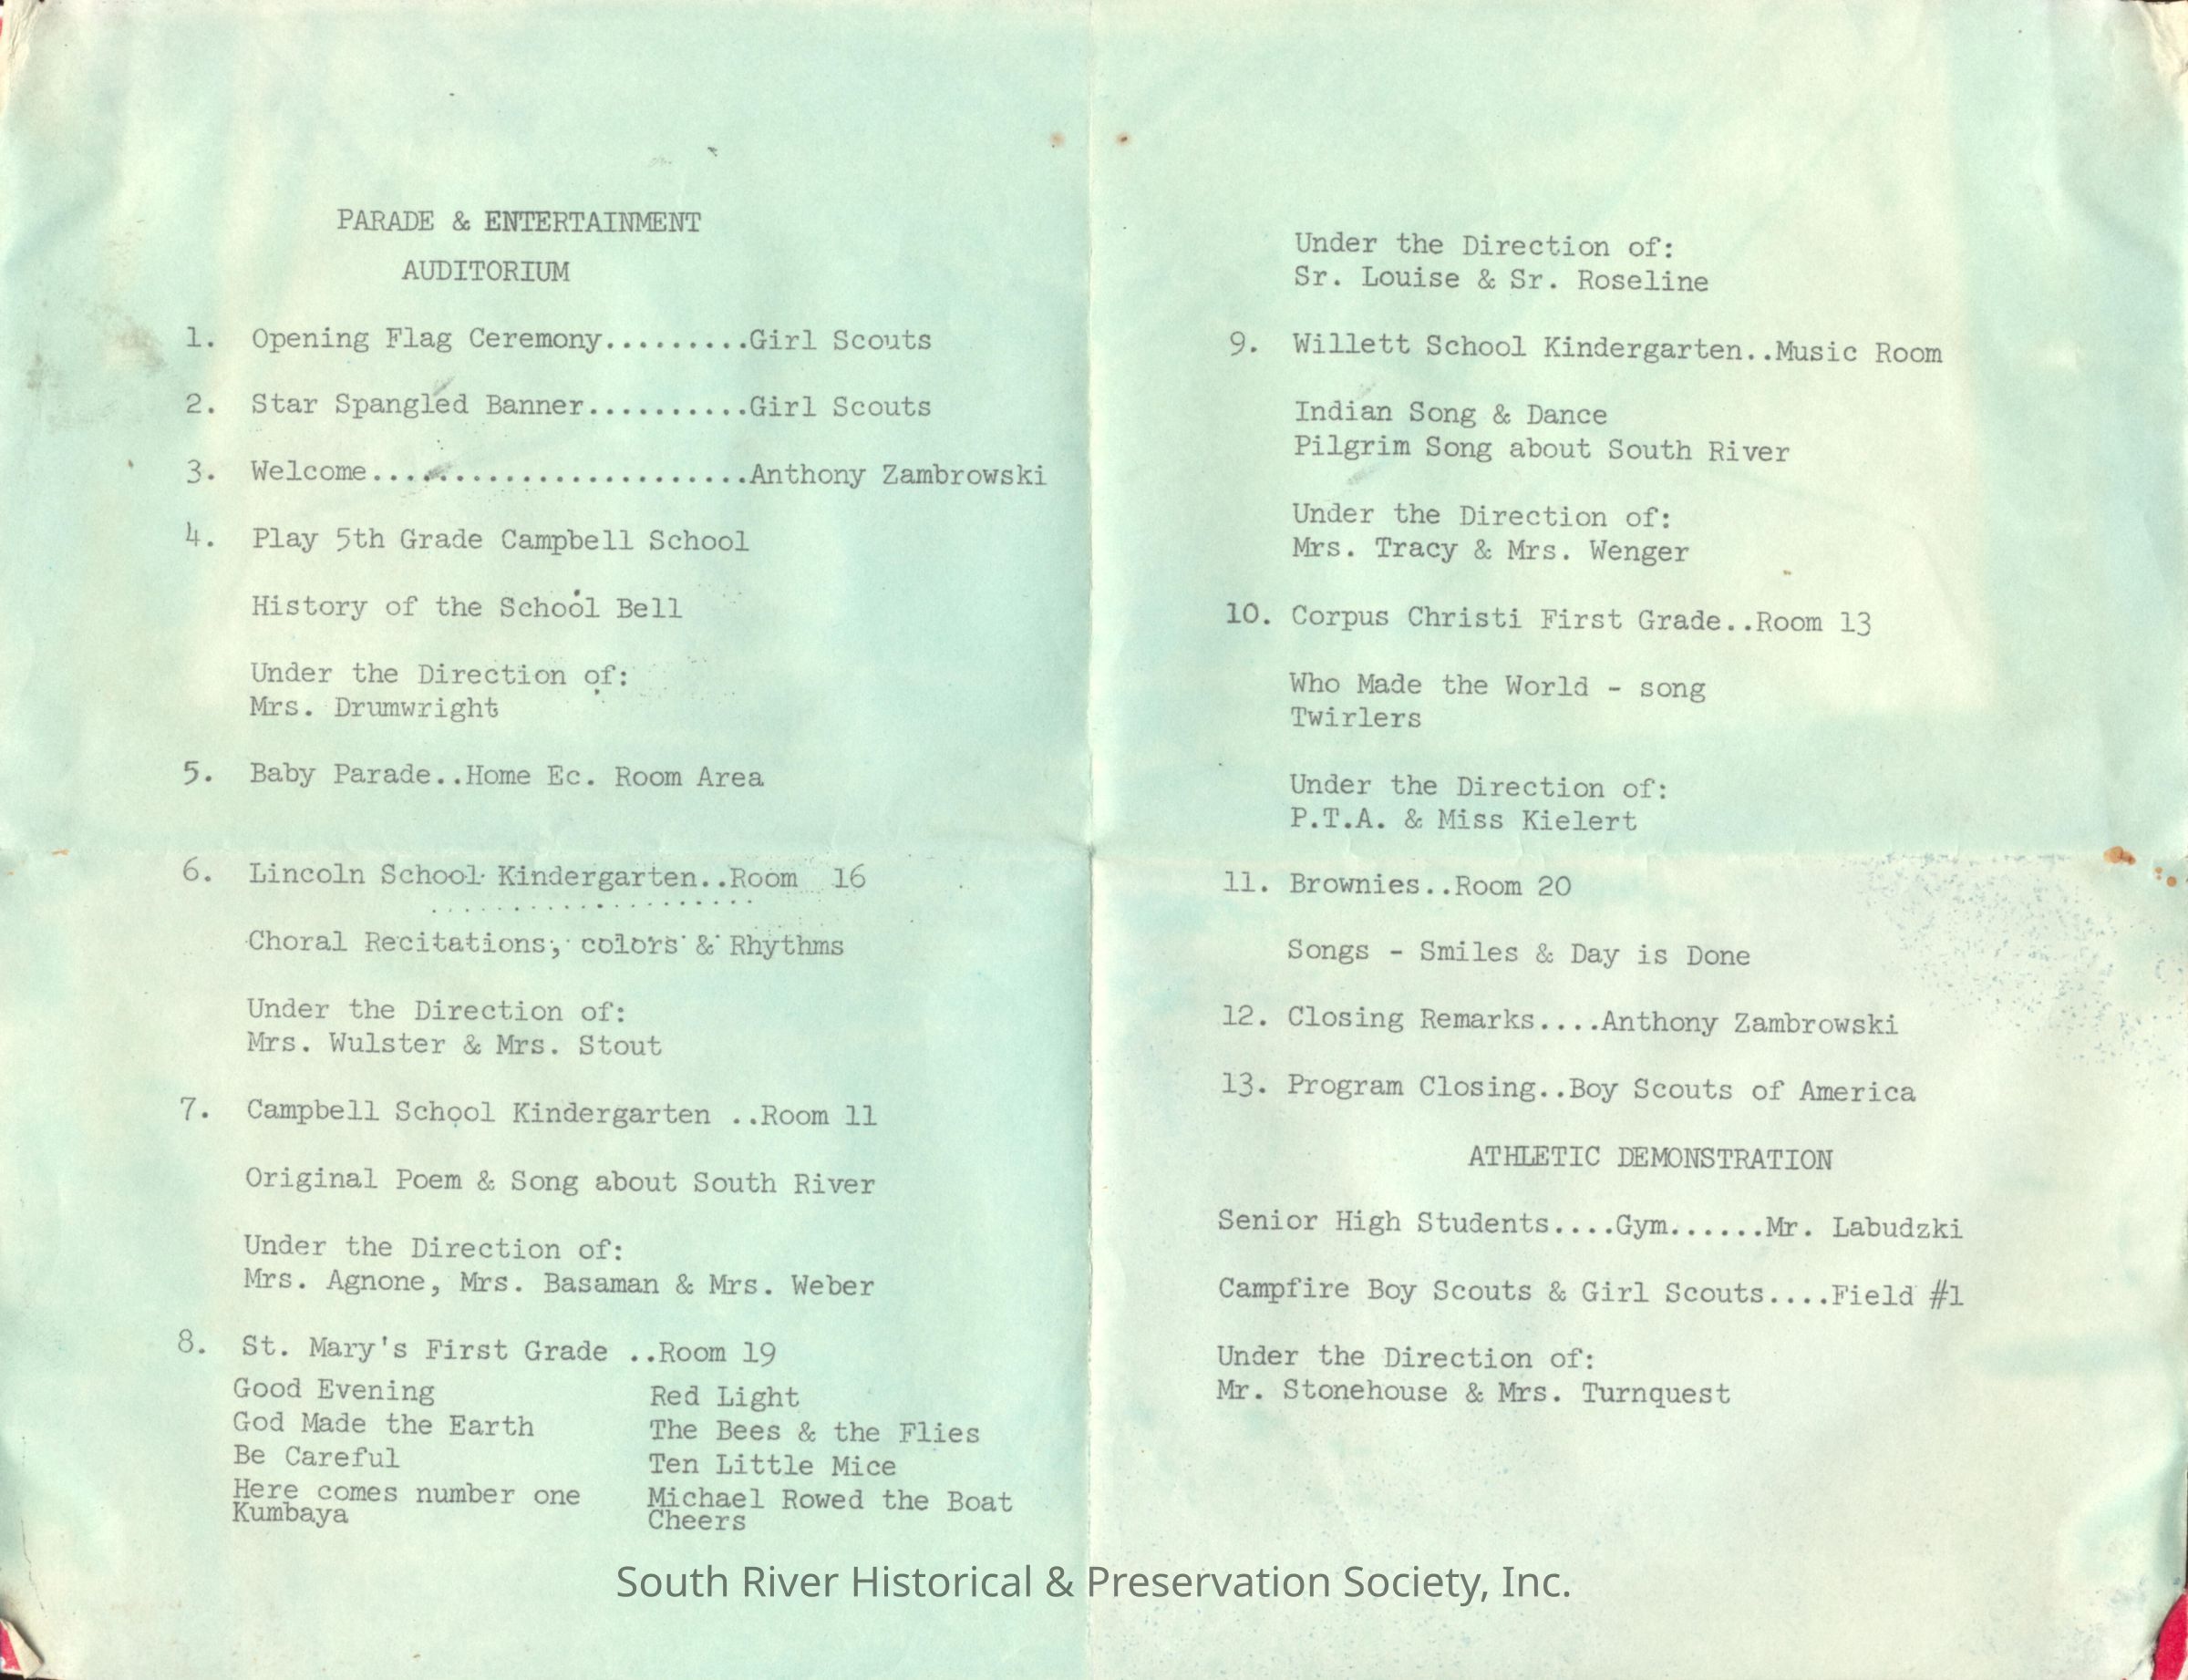 PARADE & ENTERTAINMENT
AUDITORIUM
1. Opening Flag Ceremony.........Girl Scouts
2. Star Spangled Banner..........Girl Scouts
3. Welcome.......................Anthony Zambrowski
4. Play 5th Grade Campbell School
History of the School Bell
Under the Direction of:
Mrs. Drumwright
5. Baby Parade..Home Ec. Room Area
6. Lincoln School Kindergarten..Room 16
Choral Recitations, colors & Rhythms
Under the Direction of:
Mrs. Wulster & Mrs. Stout
7. Campbell School Kindergarten ..Room 11
Original Poem & Song about South River
Under the Direction of:
Mrs. Agnone, Mrs. Basaman & Mrs. Weber
8. St. Mary's First Grade ..Room 19
Good Evening
God Made the Earth
Be Careful
Here comes number one
Kumbaya
Red Light
The Bees & the Flies
Ten Little Mice
Michael Rowed the Boat
Cheers
Under the Direction of:
Sr. Louise & Sr. Roseline
9. Willett School Kindergarten..Music Room
Indian Song & Dance
Pilgrim Song about South River
Under the Direction of:
Mrs. Tracy & Mrs. Wenger
10. Corpus Christi First Grade..Room 13
Who Made the World - song
Twirlers
Under the Direction of:
P.T.A. & Miss Kielert
11. Brownies..Room 20
Songs - Smiles & Day is Done
12. Closing Remarks....Anthony Zambrowski
13. Program Closing..Boy Scouts of America
ATHLETIC DEMONSTRATION
Senior High Students....Gym......Mr. Labudzki
Campfire Boy Scouts & Girl Scouts....Field #1
Under the Direction of:
Mr. Stonehouse & Mrs. Turnquest
South River Historical & Preservation Society, Inc.